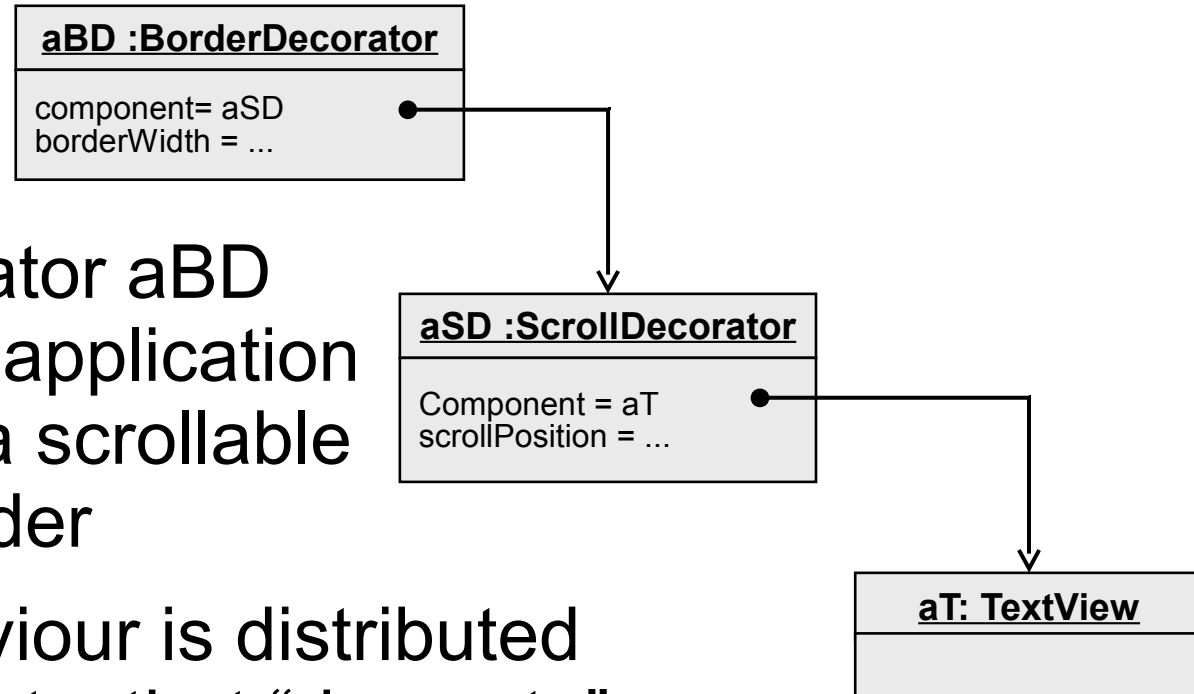 aBD :BorderDecorator
component= aSD
borderWidth = ...
ator aBD
application
a scrollable
der
aSD :ScrollDecorator
Component = aT
scrollPosition = ...
viour is distributed
aT: TextView